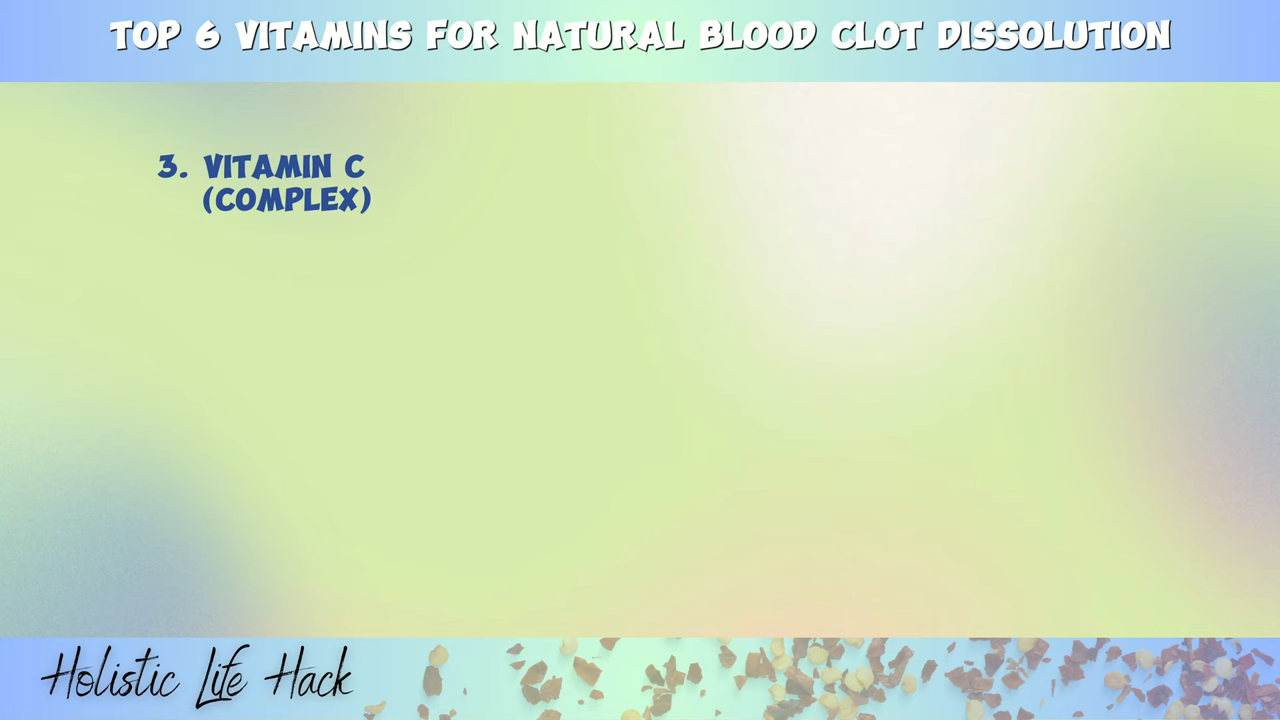 TOP 6 VITAMINS FOR NATURAL BLOOD CLOT DISSOLUTION
3. VITAMIN C
(COMPLEX)
Holistic Life Hack